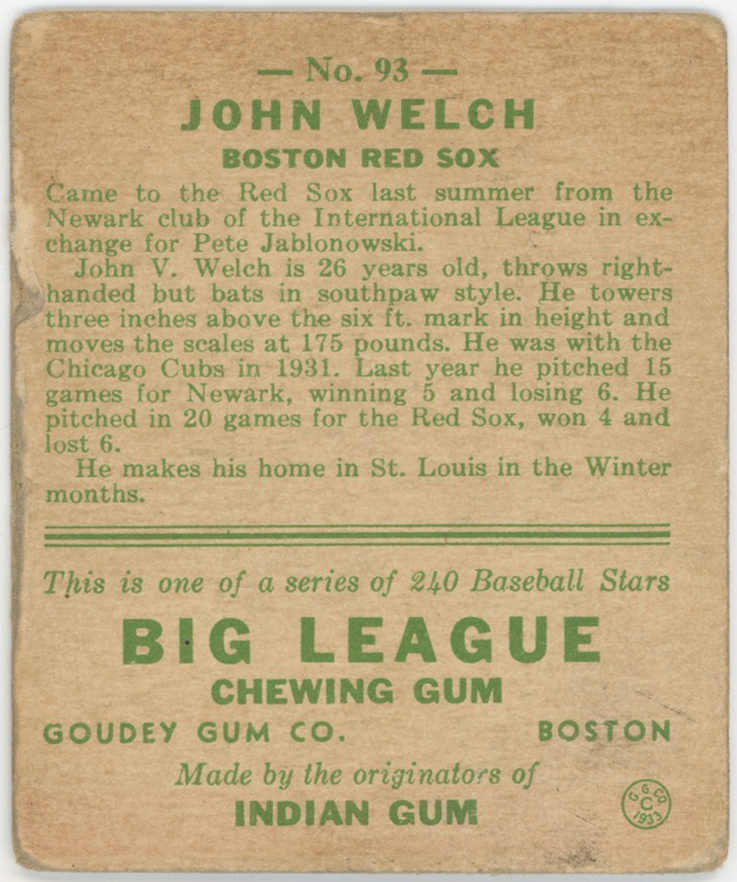 — No. 93 —
JOHN WELCH
BOSTON RED SOX
Came to the Red Sox last summer from the
Newark club of the International League in ex-
change for Pete Jablonowski.
John V. Welch is 26 years old, throws right-
handed but bats in southpaw style. He towers
three inches above the six ft. mark in height and
moves the scales at 175 pounds. He was with the
Chicago Cubs in 1931. Last year he pitched 15
games for Newark, winning 5 and losing 6. He
pitched in 20 games for the Red Sox, won 4 and
lost 6.
He makes his home in St. Louis in the Winter
months.
This is one of a series of 240 Baseball Stars
BIG LEAGUE
CHEWING GUM
GOUDEY GUM CO. BOSTON
Made by the originators of
INDIAN GUM
G. G. CO.
C
1933